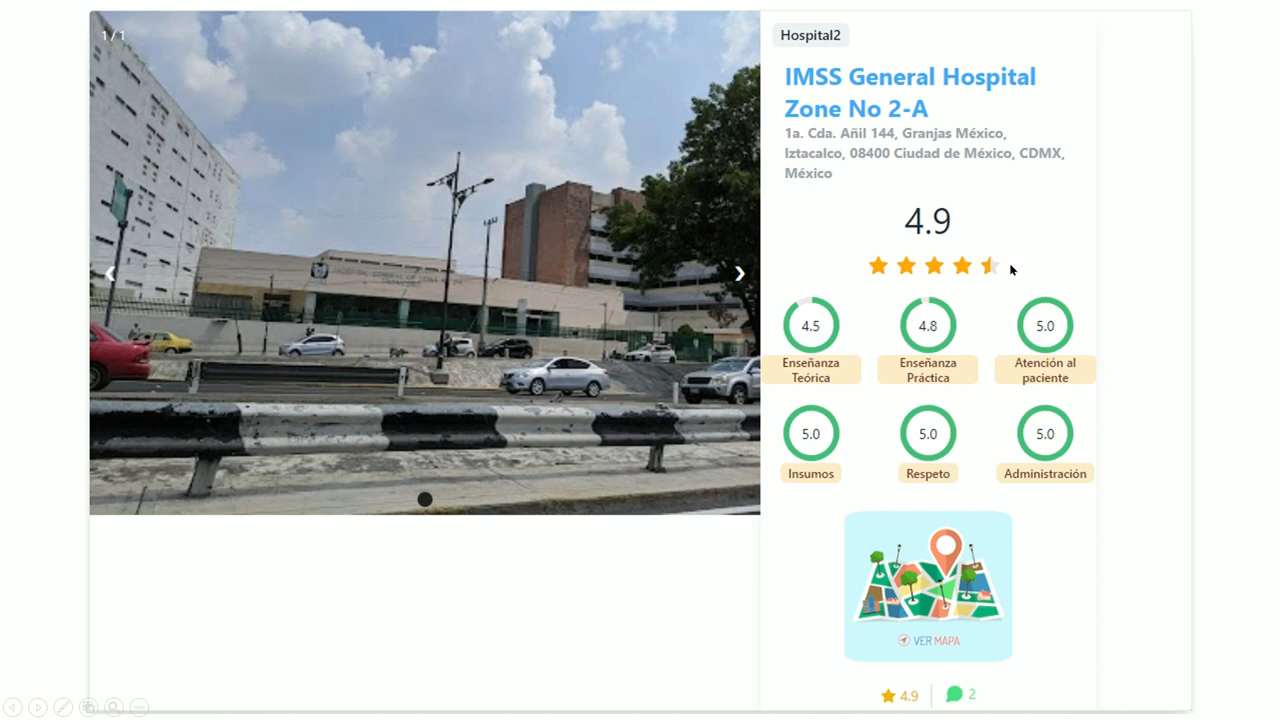 1 / 1
Hospital2
IMSS General Hospital
Zone No 2-A
1a. Cda. Añil 144, Granjas México,
Iztacalco, 08400 Ciudad de México, CDMX,
México
4.9
4.5
4.8
5.0
Enseñanza
Teórica
Enseñanza
Práctica
Atención al
paciente
5.0
5.0
5.0
Insumos
Respeto
Administración
VER MAPA
4.9
2